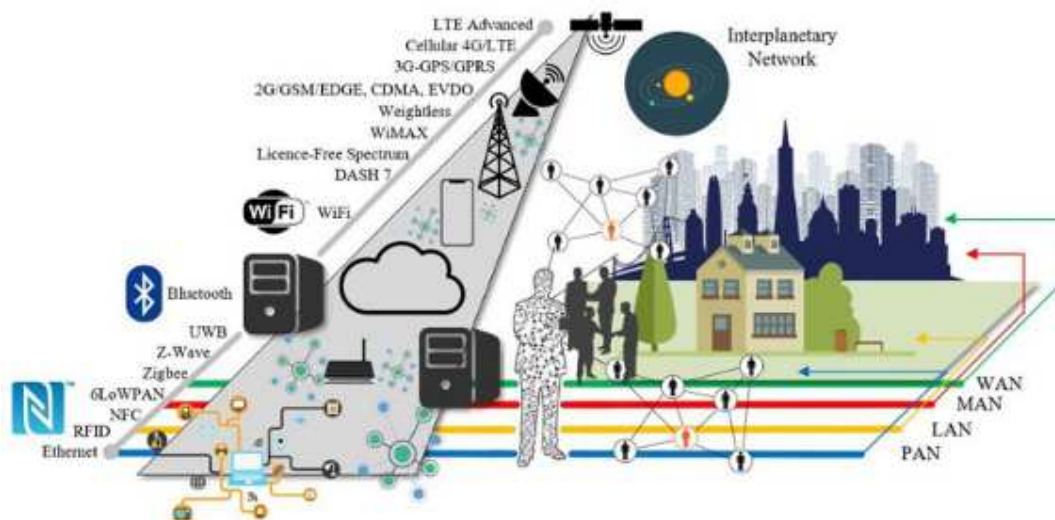 LTE Advanced
Cellular 4G/LTE
3G-GPS/GPRS
2G/GSM/EDGE, CDMA, EVDO
Weightless
WiMAX
Licence-Free Spectrum
DASH 7
WiFi WiFi
Bluetooth
UWB
Z-Wave
Zigbee
6LoWPAN
NFC
RFID
Ethernet
Interplanetary
Network
WAN
MAN
LAN
PAN